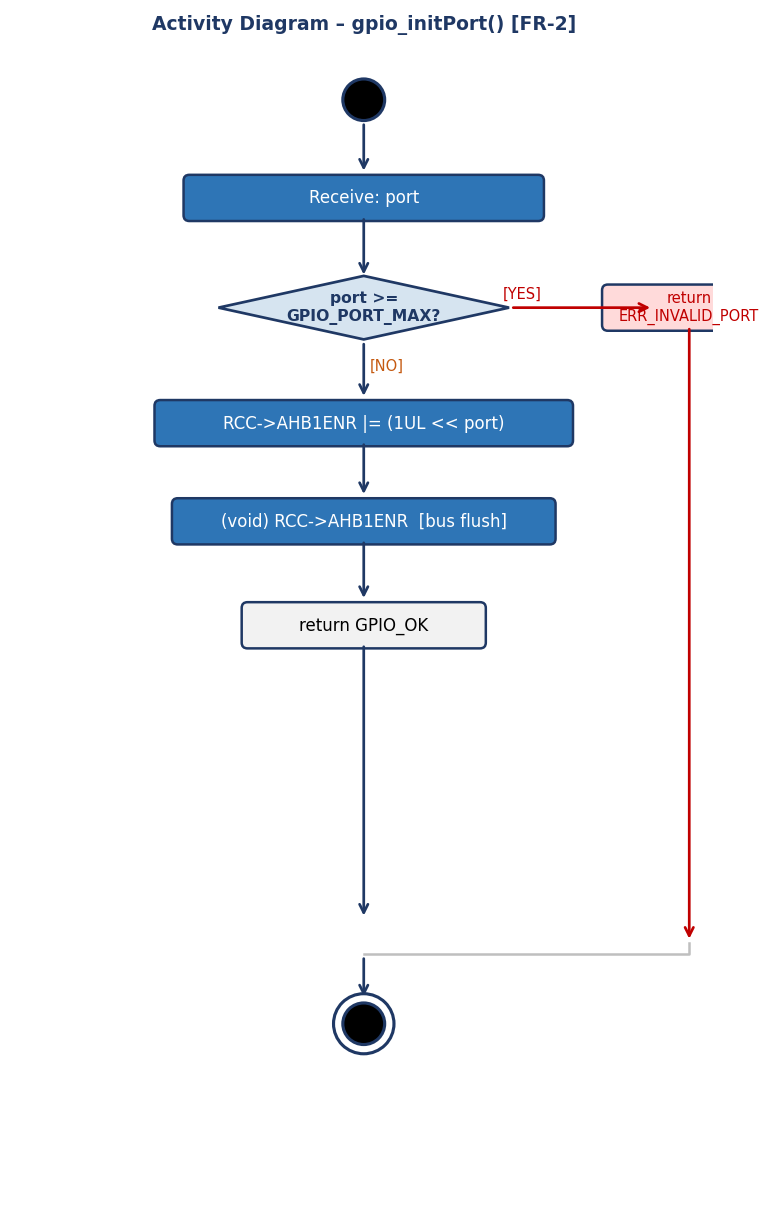 Activity Diagram – gpio_initPort() [FR-2]
Receive: port
port >=
GPIO_PORT_MAX?
[YES]
return
ERR_INVALID_PORT
[NO]
RCC->AHB1ENR |= (1UL << port)
(void) RCC->AHB1ENR  [bus flush]
return GPIO_OK